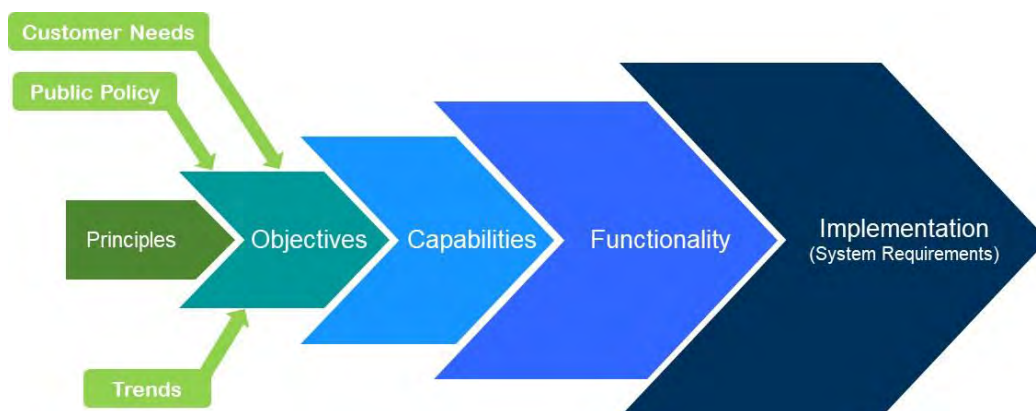 Customer Needs
Public Policy
Principles
Objectives
Capabilities
Functionality
Implementation
(System Requirements)
Trends